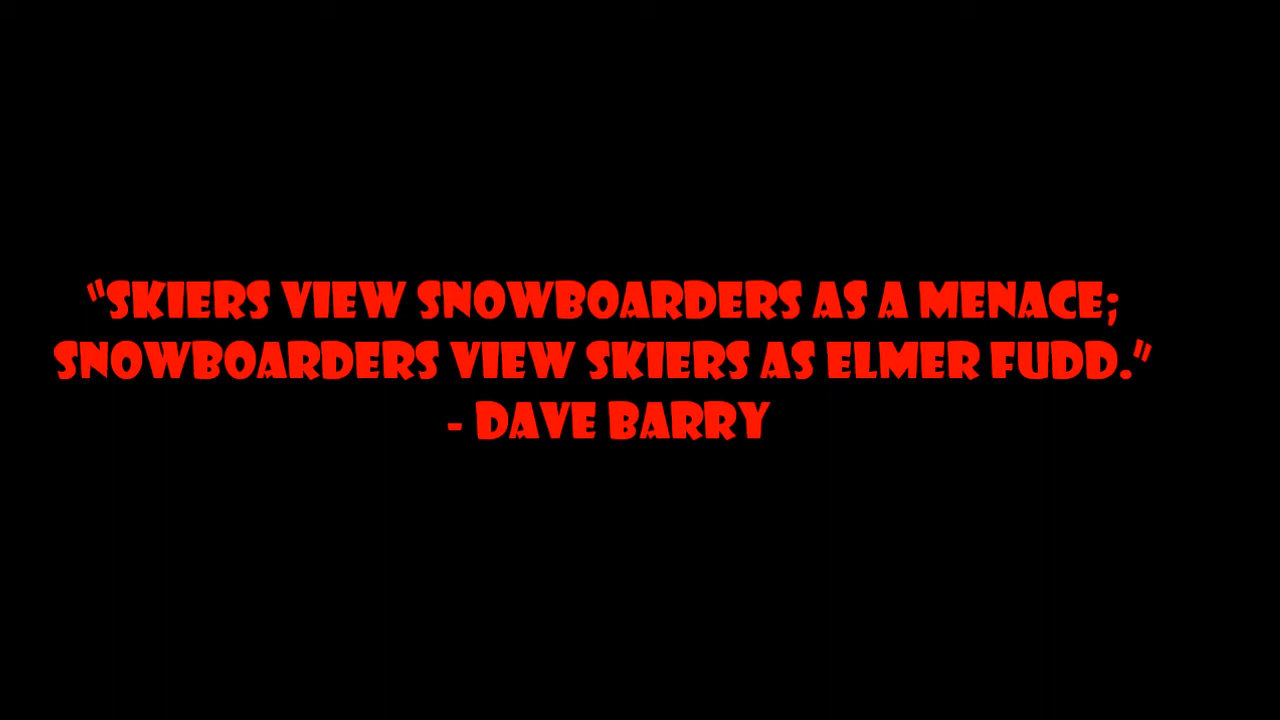 "SKIERS VIEW SNOWBOARDERS AS A MENACE;
SNOWBOARDERS VIEW SKIERS AS ELMER FUDD."
- DAVE BARRY